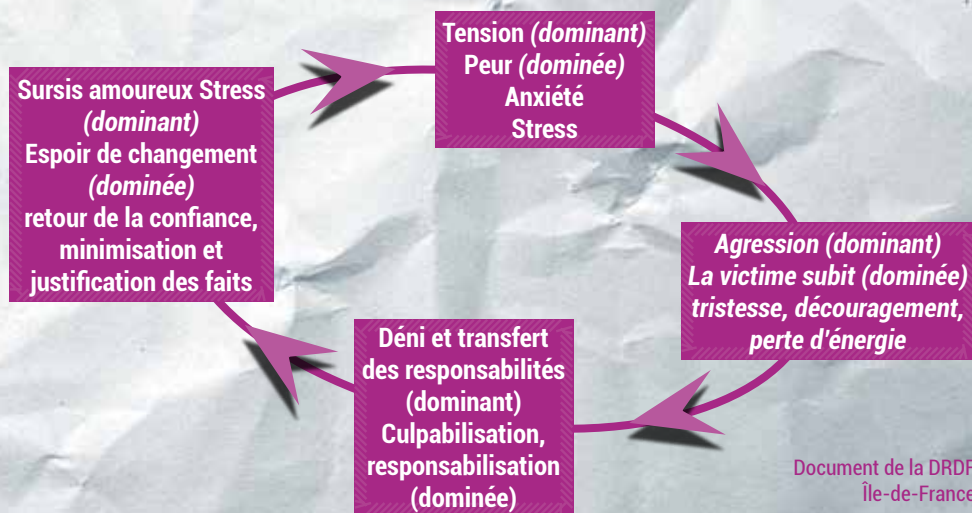 Tension (dominant)
Peur (dominée)
Anxiété
Stress
Agression (dominant)
La victime subit (dominée)
tristesse, découragement,
perte d'énergie
Déni et transfert
des responsabilités
(dominant)
Culpabilisation,
responsabilisation
(dominée)
Sursis amoureux Stress
(dominant)
Espoir de changement
(dominée)
retour de la confiance,
minimisation et
justification des faits
Document de la DRDF
Île-de-France